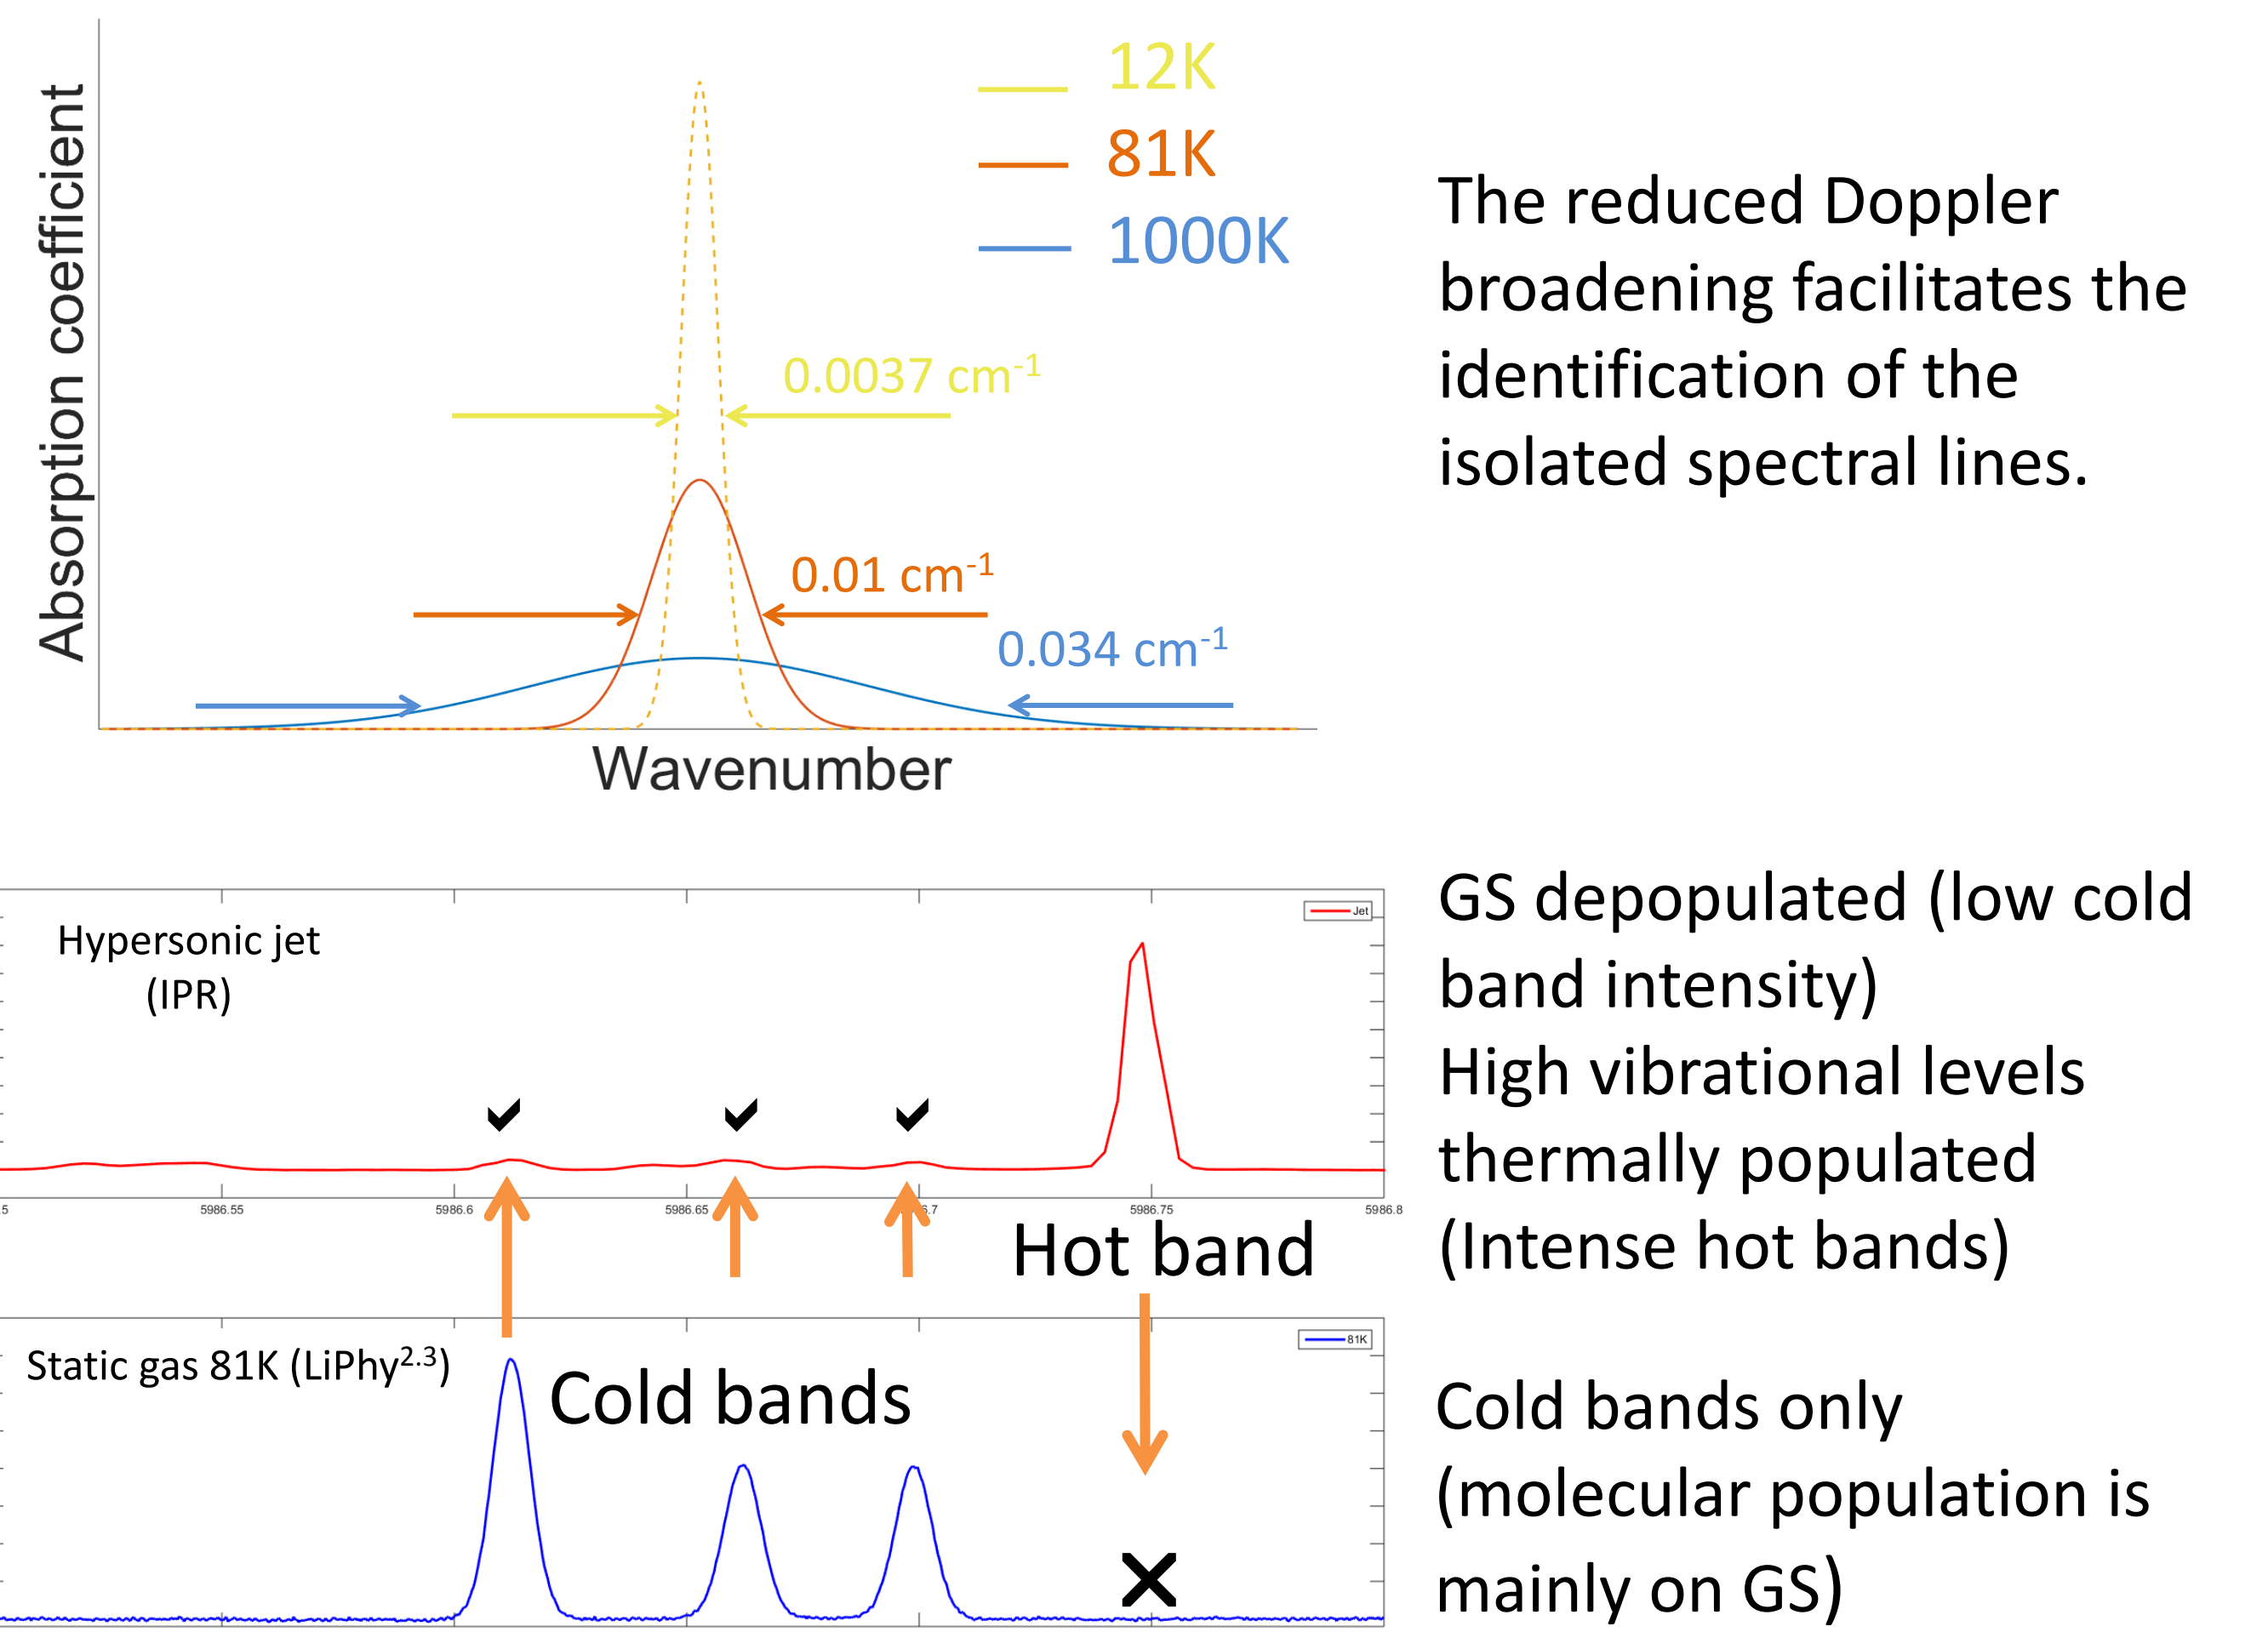 12K
81K
1000K
Absorption coefficient
0.0037 cm⁻¹
0.01 cm⁻¹
0.034 cm⁻¹
Wavenumber
The reduced Doppler
broadening facilitates the
identification of the
isolated spectral lines.
Hypersonic jet
(IPR)
Jet
.5
5986.55
5986.6
5986.65
6.7
5986.75
5986.8
Hot band
GS depopulated (low cold
band intensity)
High vibrational levels
thermally populated
(Intense hot bands)
Static gas 81K (LiPhy²·³)
81K
Cold bands
Cold bands only
(molecular population is
mainly on GS)